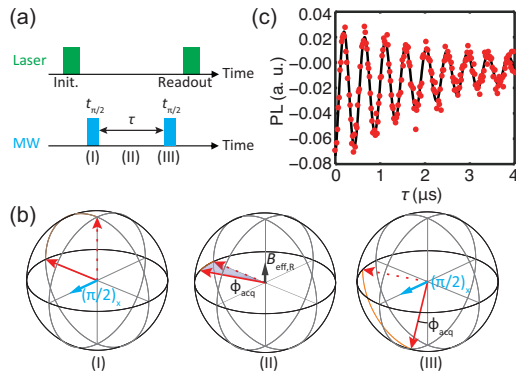 (a)
Laser
Init.
Readout
Time
t_π/2
τ
t_π/2
MW
(I)
(II)
(III)
Time
(c)
PL (a. u.)
0.04
0.02
0.00
−0.02
−0.04
−0.06
−0.08
0
1
2
3
4
τ (μs)
(b)
(π/2)ₓ
(I)
B_eff,R
ϕ_acq
(II)
(π/2)ₓ
ϕ_acq
(III)